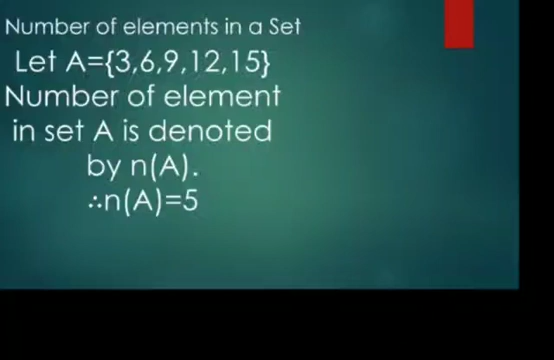 Number of elements in a Set
Let A={3,6,9,12,15}
Number of element
in set A is denoted
by n(A).
∴n(A)=5